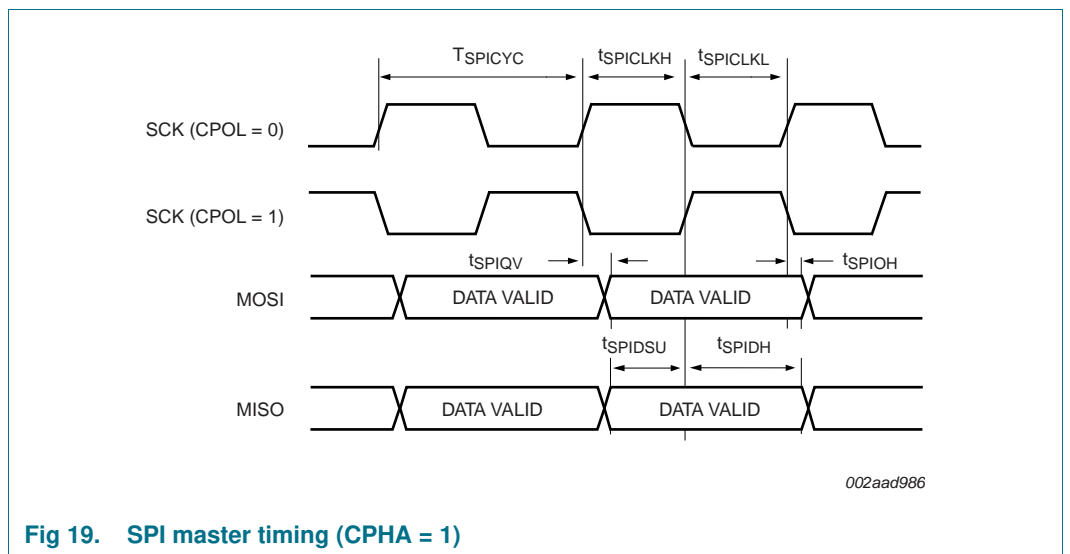 TSPICYC tSPICLKH tSPICLKL
SCK (CPOL = 0)
SCK (CPOL = 1)
tSPIQV tSPIOH
MOSI DATA VALID DATA VALID
tSPIDSU tSPIDH
MISO DATA VALID DATA VALID
002aad986
Fig 19. SPI master timing (CPHA = 1)